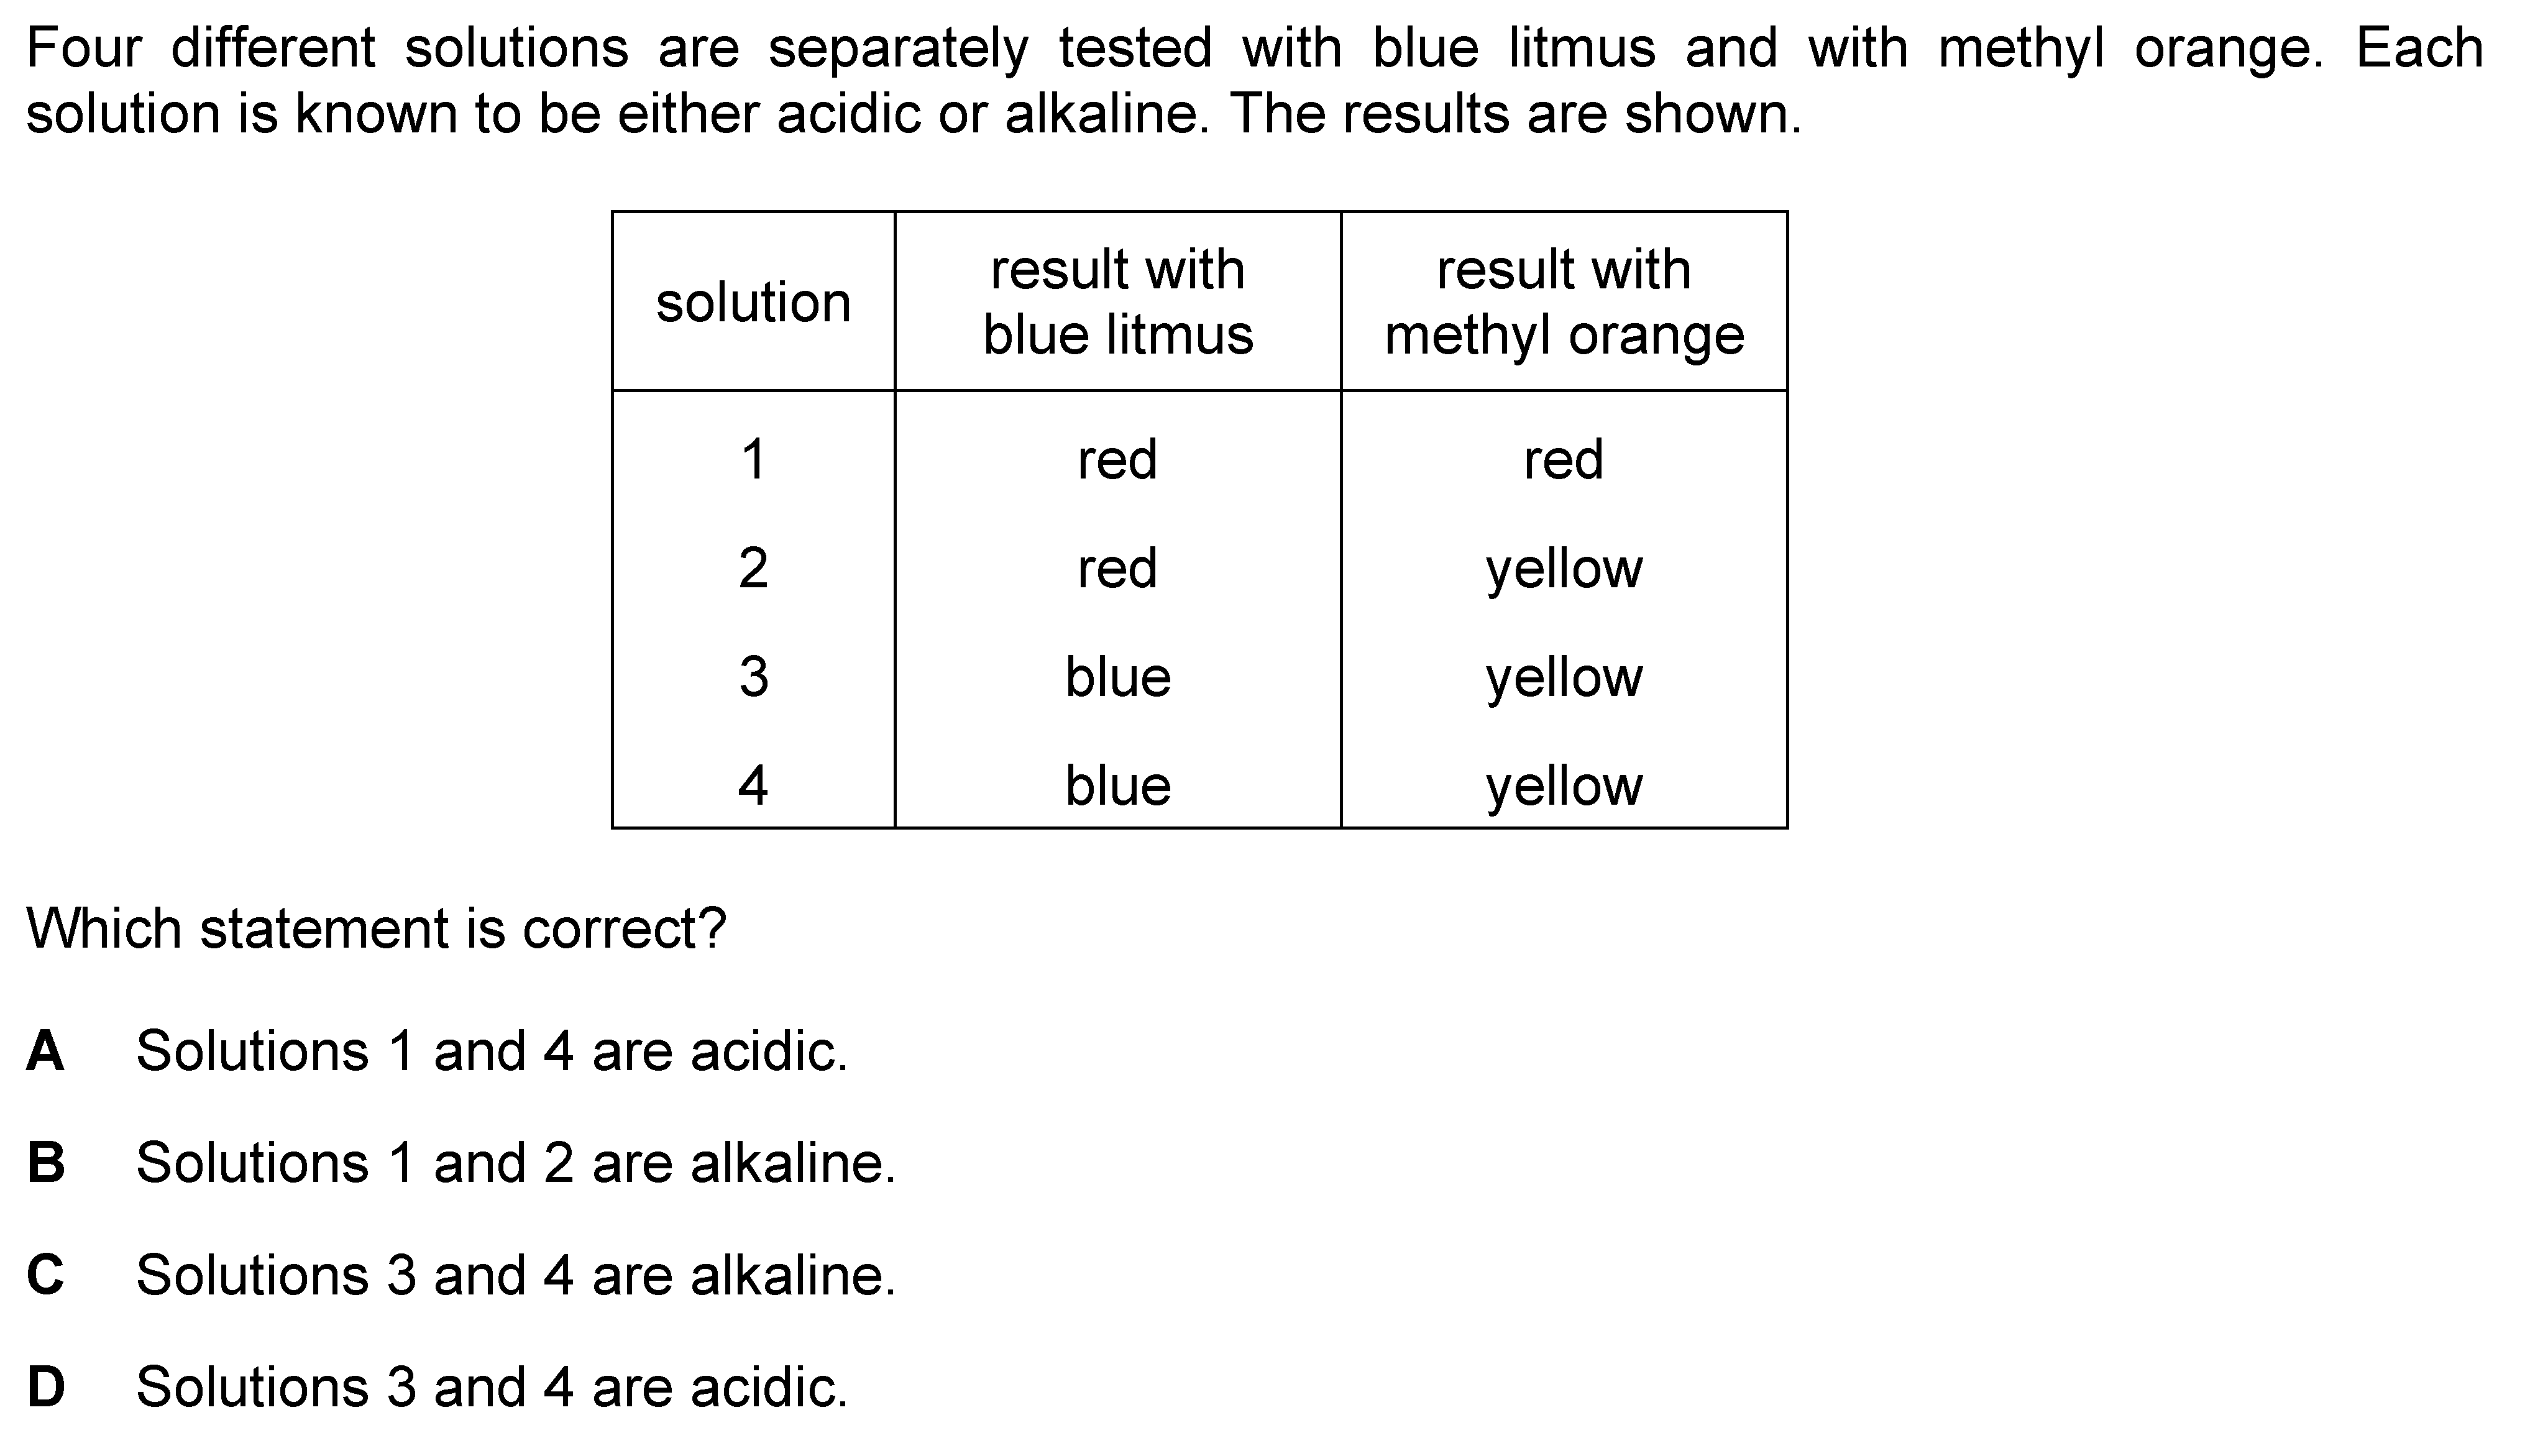 Four different solutions are separately tested with blue litmus and with methyl orange. Each
solution is known to be either acidic or alkaline. The results are shown.
solution result with blue litmus result with methyl orange
1 red red
2 red yellow
3 blue yellow
4 blue yellow
Which statement is correct?
A Solutions 1 and 4 are acidic.
B Solutions 1 and 2 are alkaline.
C Solutions 3 and 4 are alkaline.
D Solutions 3 and 4 are acidic.